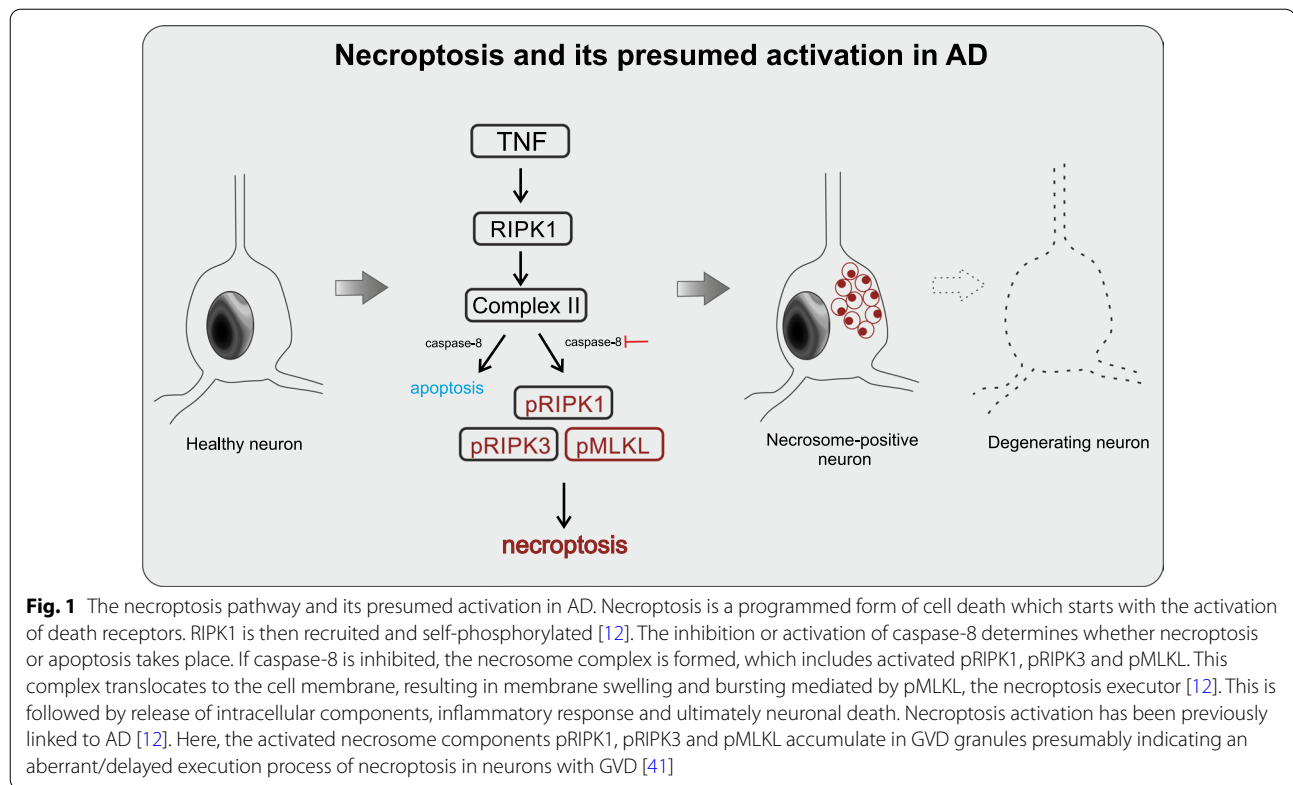 Necroptosis and its presumed activation in AD
TNF
RIPK1
Complex II
caspase-8
caspase-8
apoptosis
pRIPK1
pRIPK3
pMLKL
necroptosis
Healthy neuron
Necrosome-positive
neuron
Degenerating neuron
Fig. 1 The necroptosis pathway and its presumed activation in AD. Necroptosis is a programmed form of cell death which starts with the activation
of death receptors. RIPK1 is then recruited and self-phosphorylated [12]. The inhibition or activation of caspase-8 determines whether necroptosis
or apoptosis takes place. If caspase-8 is inhibited, the necrosome complex is formed, which includes activated pRIPK1, pRIPK3 and pMLKL. This
complex translocates to the cell membrane, resulting in membrane swelling and bursting mediated by pMLKL, the necroptosis executor [12]. This is
followed by release of intracellular components, inflammatory response and ultimately neuronal death. Necroptosis activation has been previously
linked to AD [12]. Here, the activated necrosome components pRIPK1, pRIPK3 and pMLKL accumulate in GVD granules presumably indicating an
aberrant/delayed execution process of necroptosis in neurons with GVD [41]